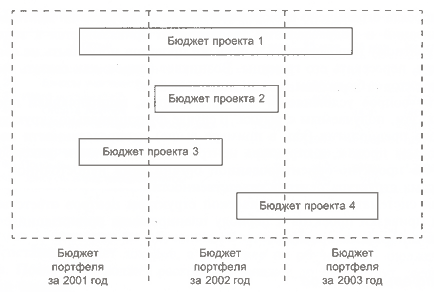 Бюджет проекта 1
Бюджет проекта 2
Бюджет проекта 3
Бюджет проекта 4
Бюджет
портфеля
за 2001 год
Бюджет
портфеля
за 2002 год
Бюджет
портфеля
за 2003 год